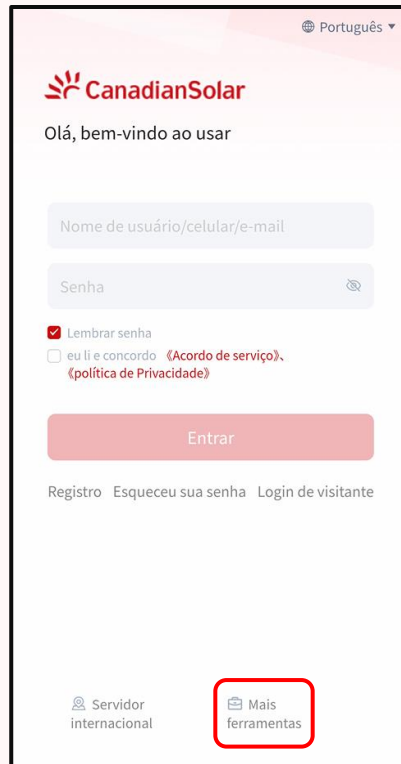 Português
CanadianSolar
Olá, bem-vindo ao usar
Nome de usuário/celular/e-mail
Senha
Lembrar senha
eu li e concordo 《Acordo de serviço》、
《política de Privacidade》
Entrar
Registro Esqueceu sua senha Login de visitante
Servidor
internacional
Mais
ferramentas